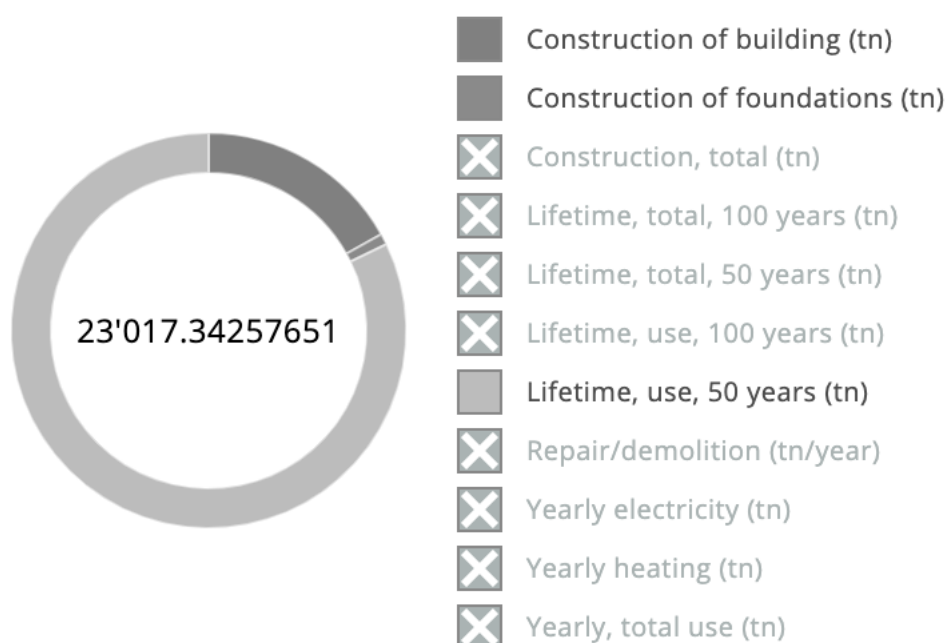 Construction of building (tn)
Construction of foundations (tn)
Construction, total (tn)
Lifetime, total, 100 years (tn)
Lifetime, total, 50 years (tn)
Lifetime, use, 100 years (tn)
Lifetime, use, 50 years (tn)
Repair/demolition (tn/year)
Yearly electricity (tn)
Yearly heating (tn)
Yearly, total use (tn)
23'017.34257651